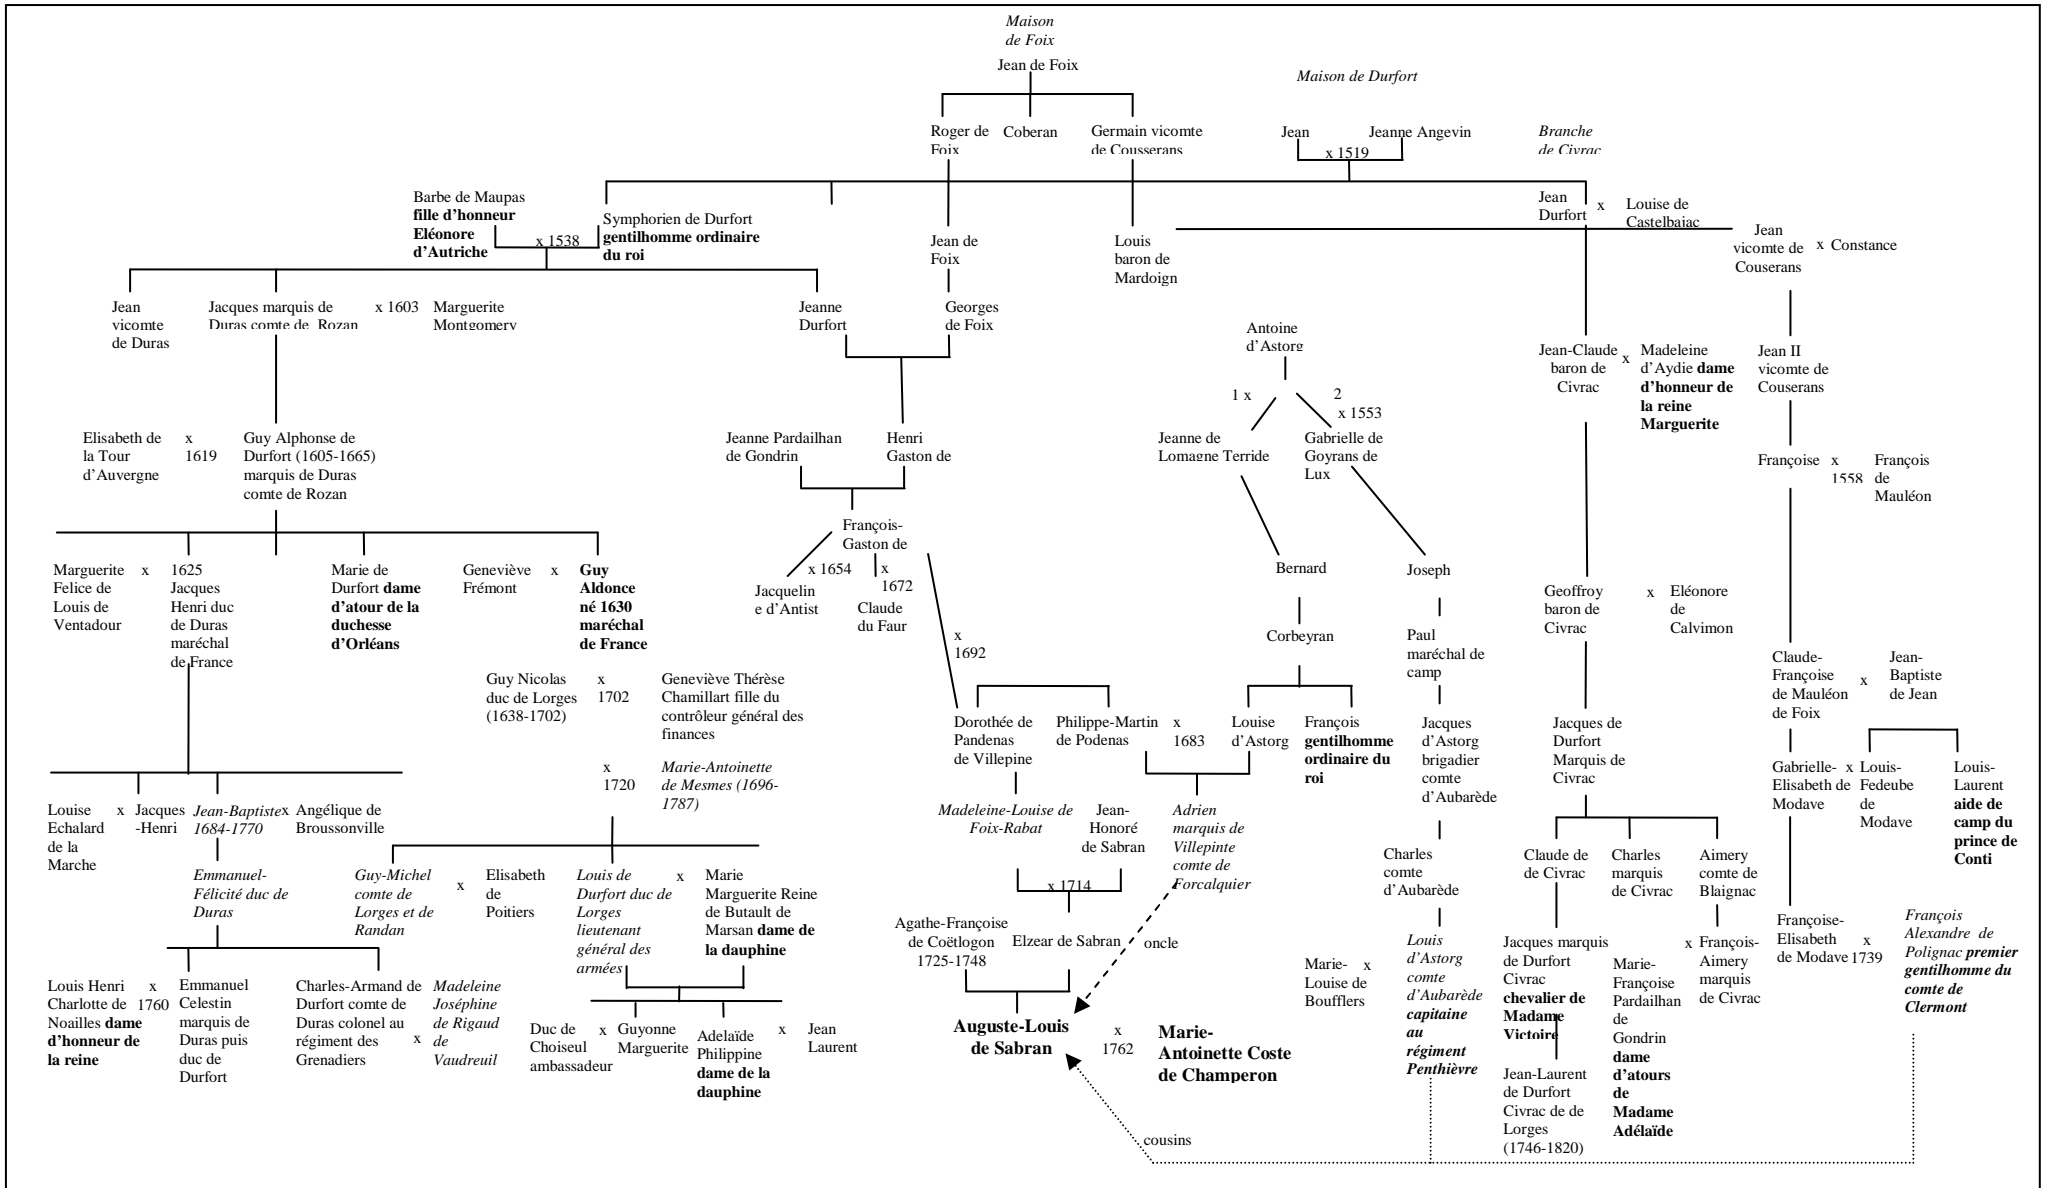 Maison
de Foix
Jean de Foix
Maison de Durfort
Roger de
Foix
Coberan
Germain vicomte
de Cousserans
Jean
Jeanne Angevin
x 1519
Branche
de Civrac
Barbe de Maupas
fille d’honneur
Eléonore
d’Autriche
x 1538
Symphorien de Durfort
gentilhomme ordinaire
du roi
Jean de
Foix
Louis
baron de
Mardoign
Jean
Durfort
x
Louise de
Castelbajac
Jean
vicomte de
Couserans
x Constance
Jean
vicomte
de Duras
Jacques marquis de
Duras comte de Rozan
x 1603
Marguerite
Montgomery
Jeanne
Durfort
Georges
de Foix
Antoine
d’Astorg
Jean-Claude
baron de
Civrac
x
Madeleine
d’Aydie dame
d’honneur de
la reine
Marguerite
Jean II
vicomte de
Couserans
1 x
2
x 1553
Elisabeth de
la Tour
d’Auvergne
x
1619
Guy Alphonse de
Durfort (1605-1665)
marquis de Duras
comte de Rozan
Jeanne Pardailhan
de Gondrin
Henri
Gaston de
Jeanne de
Lomagne Terride
Gabrielle de
Goyrans de
Lux
Françoise
x
1558
François
de
Mauléon
François-
Gaston de
x 1654
x
1672
Jacquelin
e d’Antist
Claude
du Faur
Marguerite
Felice de
Louis de
Ventadour
x
1625
Jacques
Henri duc
de Duras
maréchal
de France
Marie de
Durfort dame
d’atour de la
duchesse
d’Orléans
Geneviève
Frémont
x
Guy
Aldonce
né 1630
maréchal
de France
Bernard
Joseph
Geoffroy
baron de
Civrac
x
Eléonore
de
Calvimon
Corbeyran
Paul
maréchal de
camp
x
1692
Claude-
Françoise
de Mauléon
de Foix
x
Jean-
Baptiste
de Jean
Guy Nicolas
duc de Lorges
(1638-1702)
x
1702
Geneviève Thérèse
Chamillart fille du
contrôleur général des
finances
Dorothée de
Pandenas
de Villepine
Philippe-Martin
de Podenas
x
1683
Louise
d’Astorg
François
gentilhomme
ordinaire du
roi
Jacques
d’Astorg
brigadier
comte
d’Aubarède
Jacques de
Durfort
Marquis de
Civrac
x
1720
Marie-Antoinette
de Mesmes (1696-
1787)
Gabrielle-
Elisabeth de
Modave
x
Louis-
Fedeube
de
Modave
Louis-
Laurent
aide de
camp du
prince de
Conti
Louise
Echalard
de la
Marche
x
Jacques
-Henri
Jean-Baptiste
1684-1770
x
Angélique de
Broussonville
Madeleine-Louise de
Foix-Rabat
Jean-
Honoré
de Sabran
Adrien
marquis de
Villepinte
comte de
Forcalquier
Charles
comte
d’Aubarède
Claude de
de Civrac
Charles
marquis
de Civrac
Aimery
comte de
Blaignac
Emmanuel-
Félicité duc de
Duras
Guy-Michel
comte de
Lorges et de
Randan
x
Elisabeth
de
Poitiers
Louis de
Durfort duc de
Lorges
lieutenant
général des
armées
x
Marie
Marguerite Reine
de Butault de
Marsan dame de
la dauphine
x 1714
Agathe-Françoise
de Coëtlogon
1725-1748
Elzear de Sabran
oncle
Marie-
Louise de
Boufflers
x
Louis
d’Astorg
comte
d’Aubarède
capitaine
au
régiment
Penthièvre
Jacques marquis
de Durfort
Civrac
chevalier de
Madame
Victoire
Marie-
Françoise
Pardailhan
de
Gondrin
dame
d’atours
de
Madame
Adélaïde
x
François-
Aimery
marquis
de Civrac
Françoise-
Elisabeth
de Modave
x
1739
François
Alexandre de
Polignac premier
gentilhomme du
comte de
Clermont
Louis Henri
Charlotte de
Noailles dame
d’honneur de
la reine
x
1760
Emmanuel
Celestin
marquis de
Duras puis
duc de
Durfort
Charles-Armand de
Durfort comte de
Duras colonel au
régiment des
Grenadiers
x
Madeleine
Joséphine
de Rigaud
de
Vaudreuil
Duc de
Choiseul
ambassadeur
x
Guyonne
Marguerite
Adelaïde
Philippine
dame de la
dauphine
x
Jean
Laurent
Auguste-Louis
de Sabran
x
1762
Marie-
Antoinette Coste
de Champeron
Jean-Laurent
de Durfort
Civrac de de
Lorges
(1746-1820)
cousins